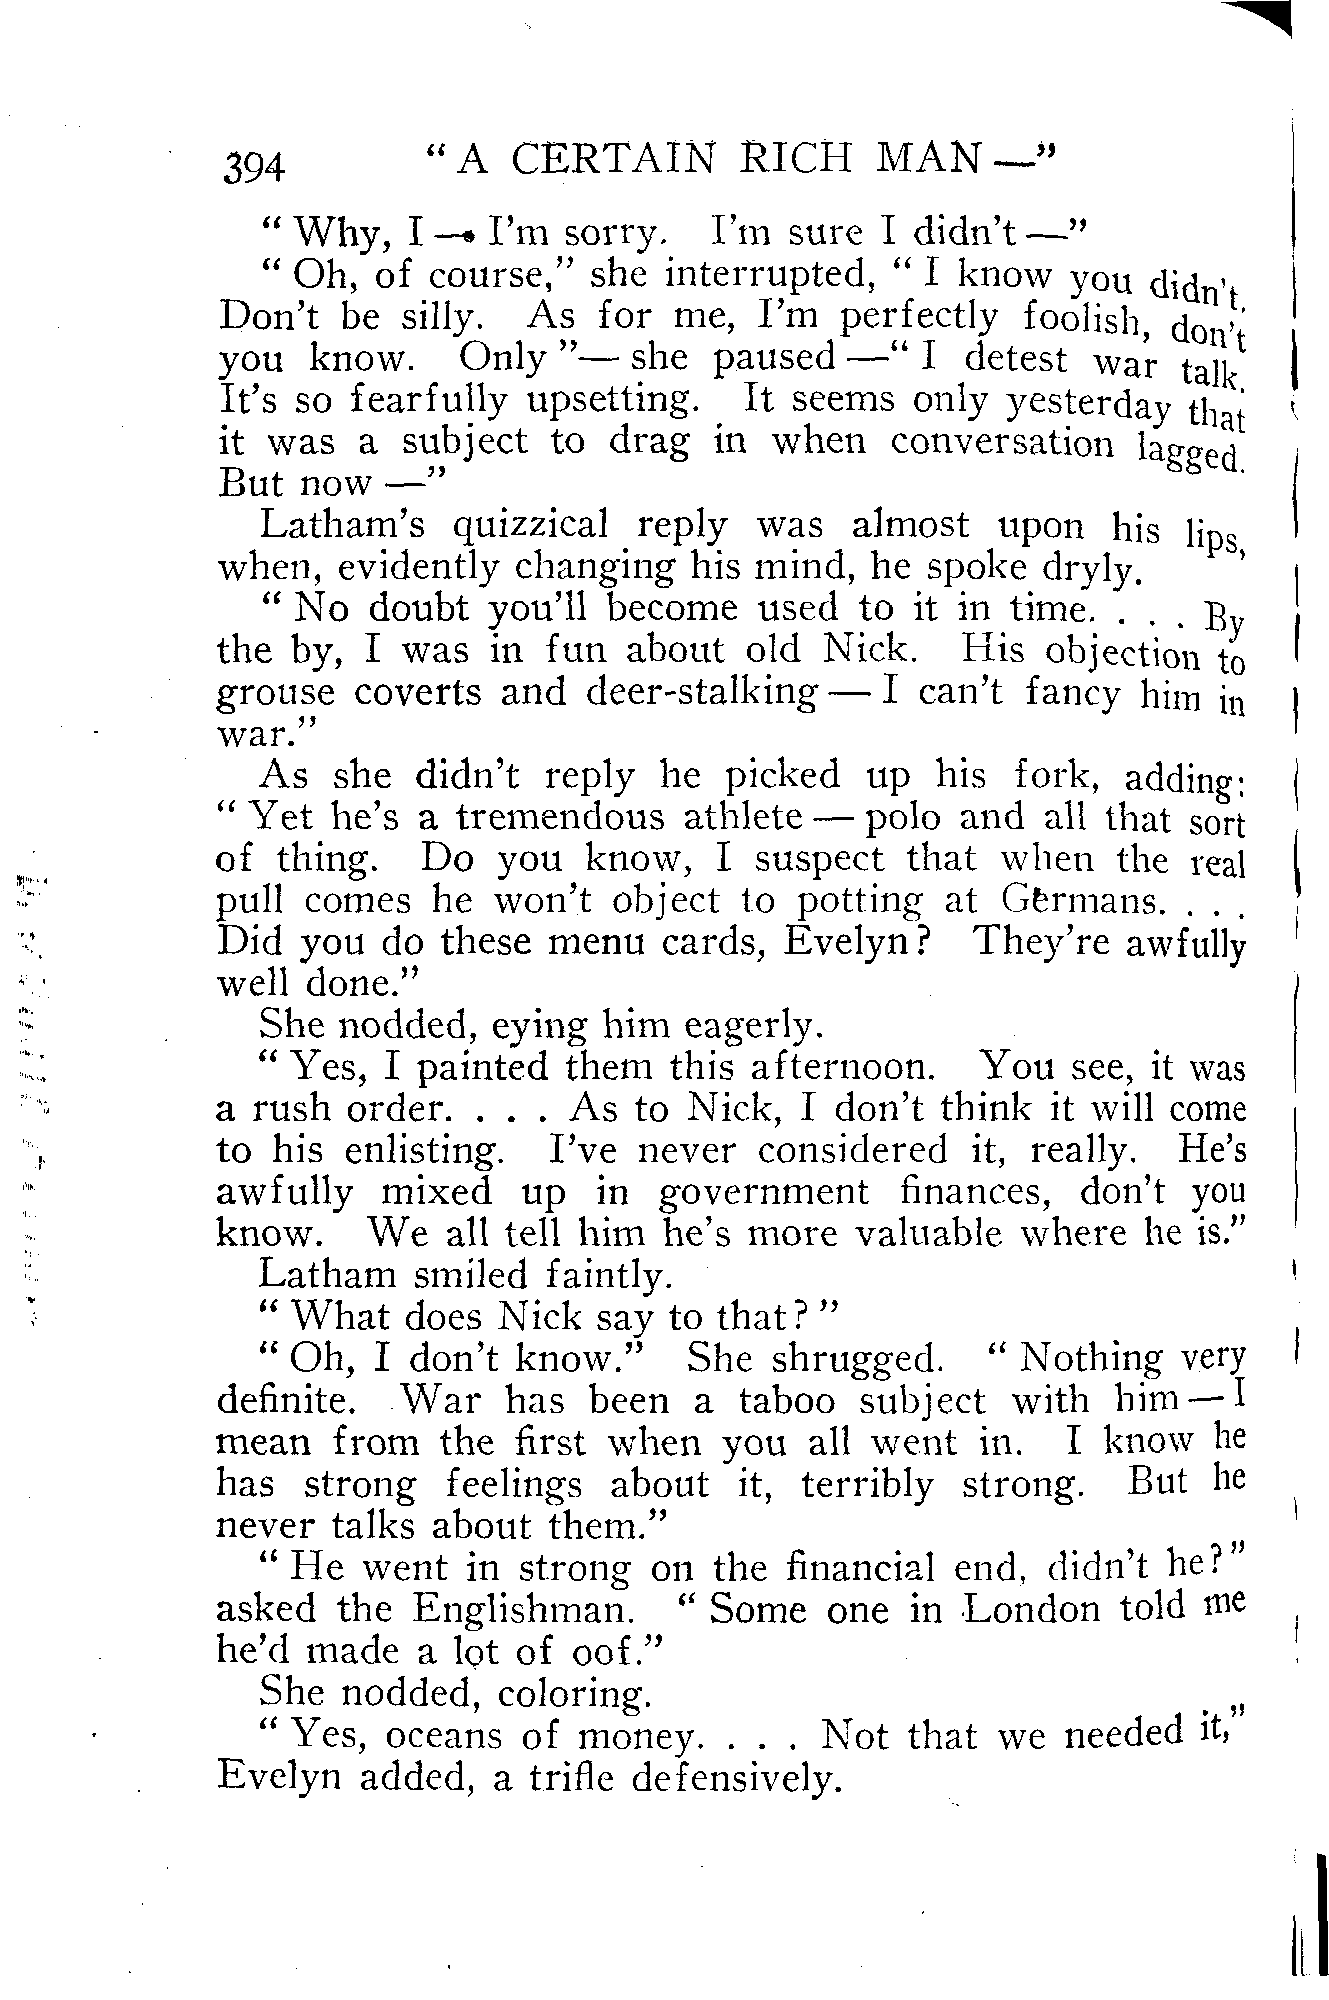 394 "A CERTAIN RICH MAN —"
"Why, I — I'm sorry. I'm sure I didn't —"
"Oh, of course," she interrupted, "I know you didn't.
Don't be silly. As for me, I'm perfectly foolish, don't
you know. Only "— she paused —" I detest war talk.
It's so fearfully upsetting. It seems only yesterday that
it was a subject to drag in when conversation lagged.
But now —"
Latham's quizzical reply was almost upon his lips,
when, evidently changing his mind, he spoke dryly.
"No doubt you'll become used to it in time. . . . By
the by, I was in fun about old Nick. His objection to
grouse coverts and deer-stalking — I can't fancy him in
war."
As she didn't reply he picked up his fork, adding:
"Yet he's a tremendous athlete — polo and all that sort
of thing. Do you know, I suspect that when the real
pull comes he won't object to potting at Germans. . . .
Did you do these menu cards, Evelyn? They're awfully
well done."
She nodded, eying him eagerly.
"Yes, I painted them this afternoon. You see, it was
a rush order. . . . As to Nick, I don't think it will come
to his enlisting. I've never considered it, really. He's
awfully mixed up in government finances, don't you
know. We all tell him he's more valuable where he is."
Latham smiled faintly.
"What does Nick say to that?"
"Oh, I don't know." She shrugged. "Nothing very
definite. War has been a taboo subject with him — I
mean from the first when you all went in. I know he
has strong feelings about it, terribly strong. But he
never talks about them."
"He went in strong on the financial end, didn't he?"
asked the Englishman. "Some one in London told me
he'd made a lot of oof."
She nodded, coloring.
"Yes, oceans of money. . . . Not that we needed it,"
Evelyn added, a trifle defensively.